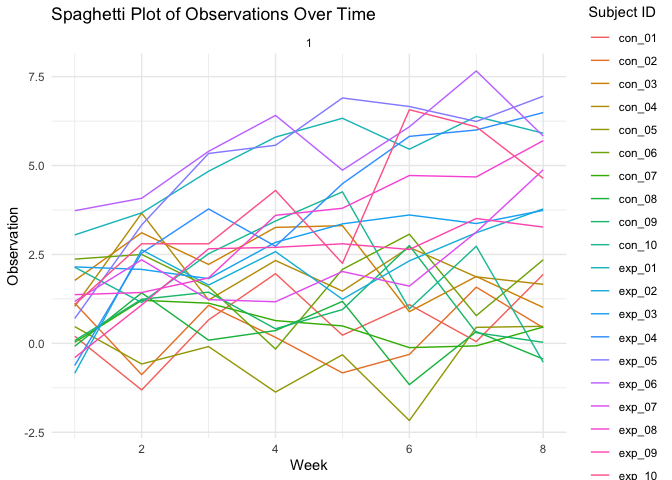 Spaghetti Plot of Observations Over Time
1
7.5
5.0
2.5
0.0
-2.5
2
4
6
8
Week
Observation
Subject ID
con_01
con_02
con_03
con_04
con_05
con_06
con_07
con_08
con_09
con_10
exp_01
exp_02
exp_03
exp_04
exp_05
exp_06
exp_07
exp_08
exp_09
exp_10